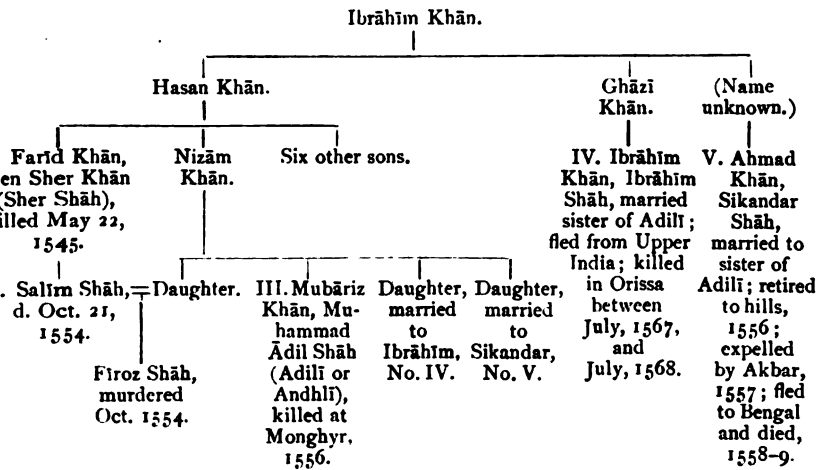 Ibrāhīm Khān.
Hasan Khān.
Ghāzī
Khān.
(Name
unknown.)
Farīd Khān,
en Sher Khān
(Sher Shāh),
illed May 22,
1545.
Nizām
Khān.
Six other sons.
IV. Ibrāhīm
Khān, Ibrāhīm
Shāh, married
sister of Adilī;
fled from Upper
India; killed
in Orissa
between
July, 1567,
and
July, 1568.
V. Ahmad
Khān,
Sikandar
Shāh,
married to
sister of
Adilī; retired
to hills,
1556;
expelled
by Akbar,
1557; fled
to Bengal
and died,
1558–9.
. Salīm Shāh,
d. Oct. 21,
1554.
= Daughter.
III. Mubāriz
Khān, Mu-
hammad
Ādil Shāh
(Adilī or
Andhlī),
killed at
Monghyr,
1556.
Daughter,
married
to
Ibrāhīm,
No. IV.
Daughter,
married
to
Sikandar,
No. V.
Fīroz Shāh,
murdered
Oct. 1554.